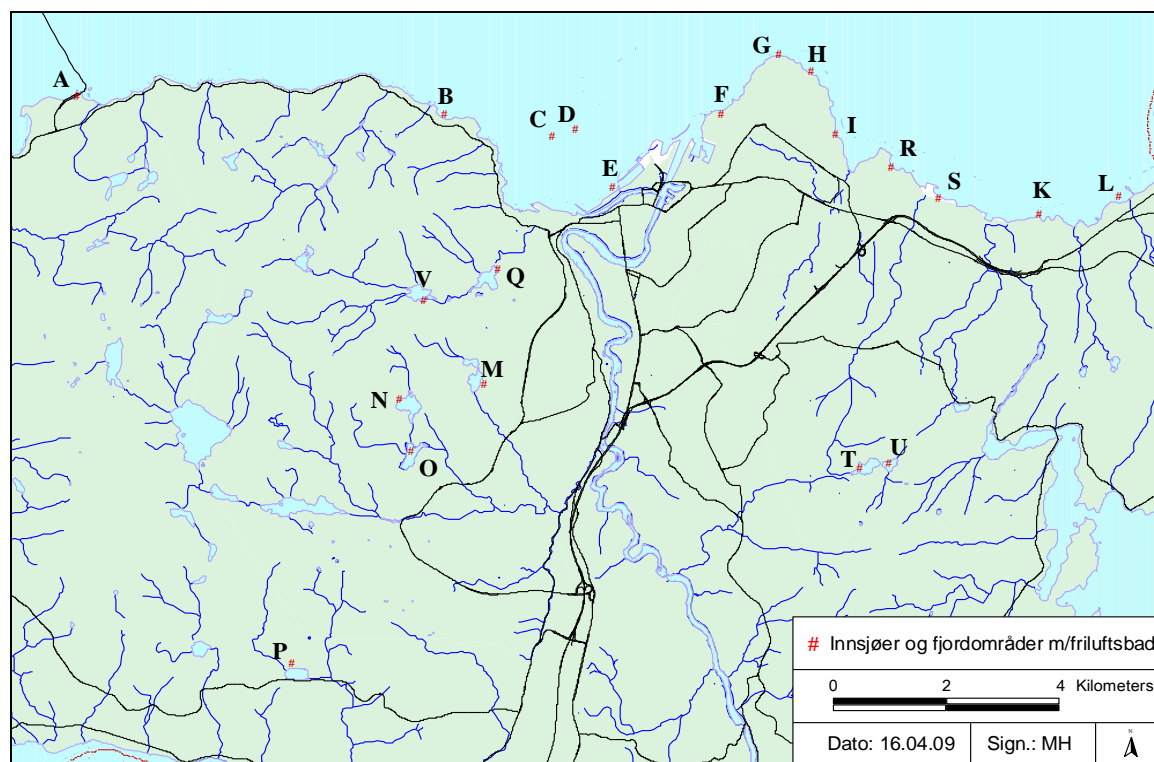 G
H
A
B
F
C D
I
R
E
S
K
L
Q
V
M
N
O
T U
P
# Innsjøer og fjordområder m/friluftsbad
0 2 4 Kilometers
Dato: 16.04.09
Sign.: MH
N